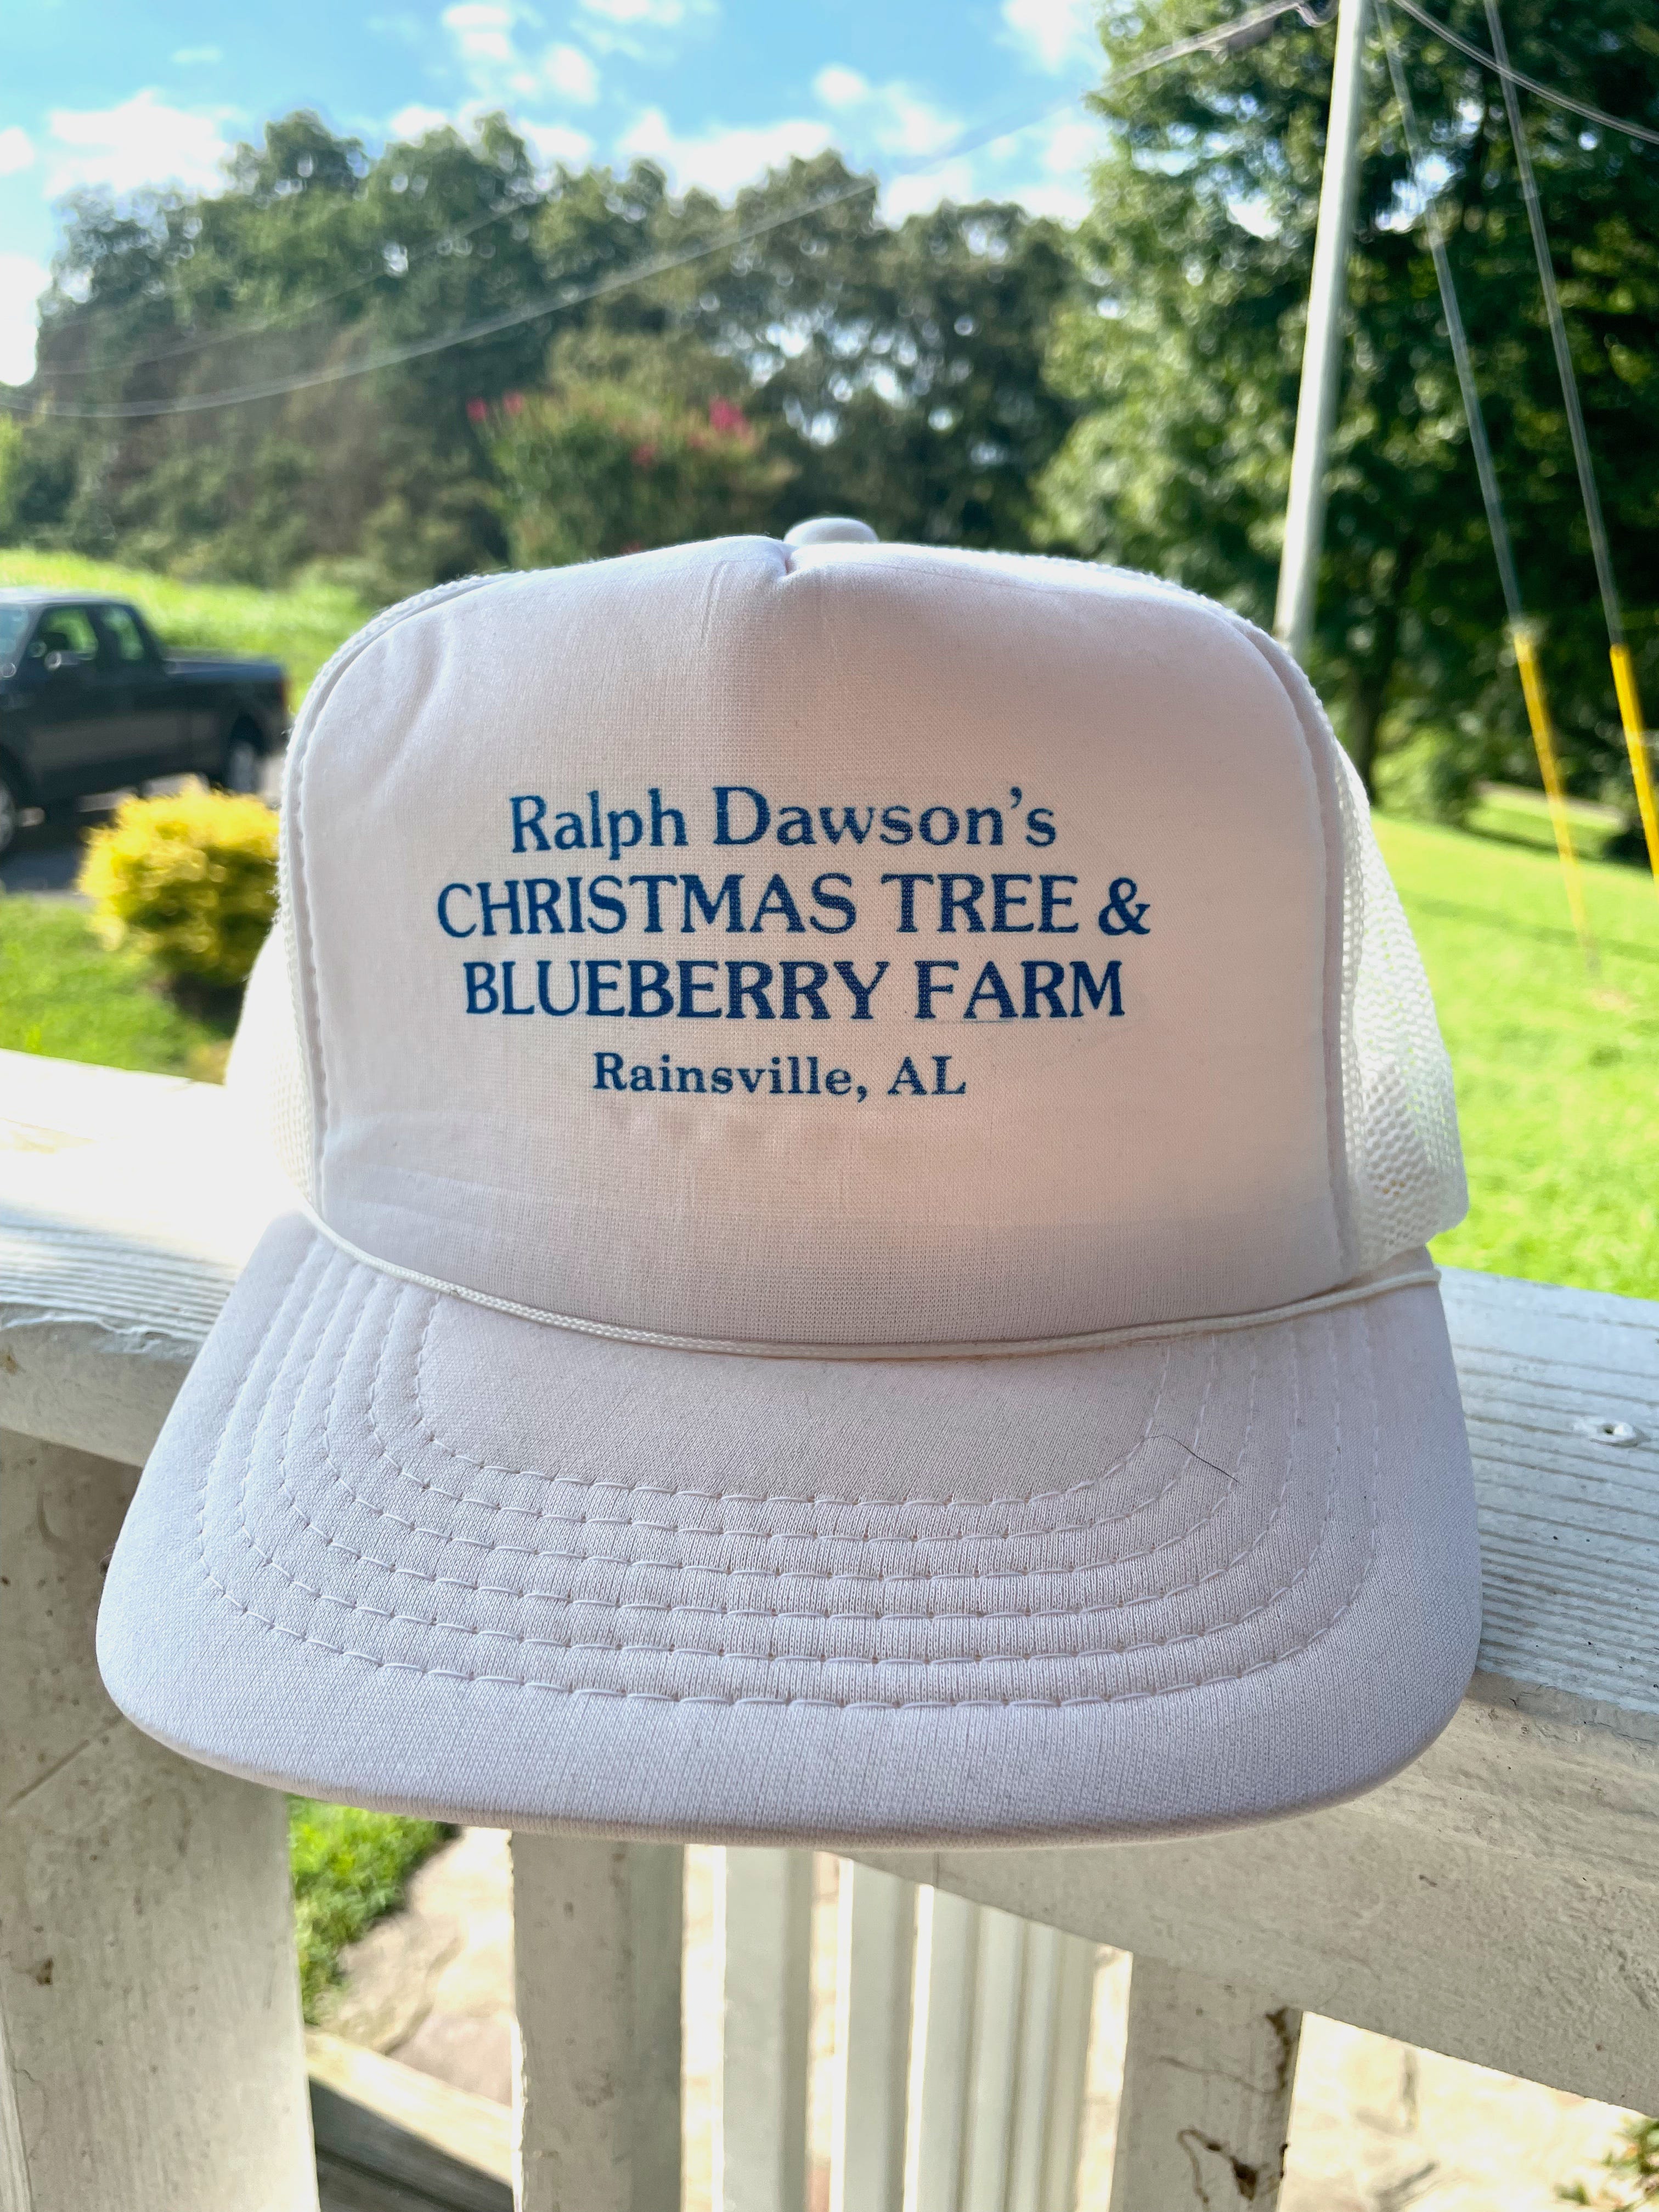 Ralph Dawson's
CHRISTMAS TREE &
BLUEBERRY FARM
Rainsville, AL